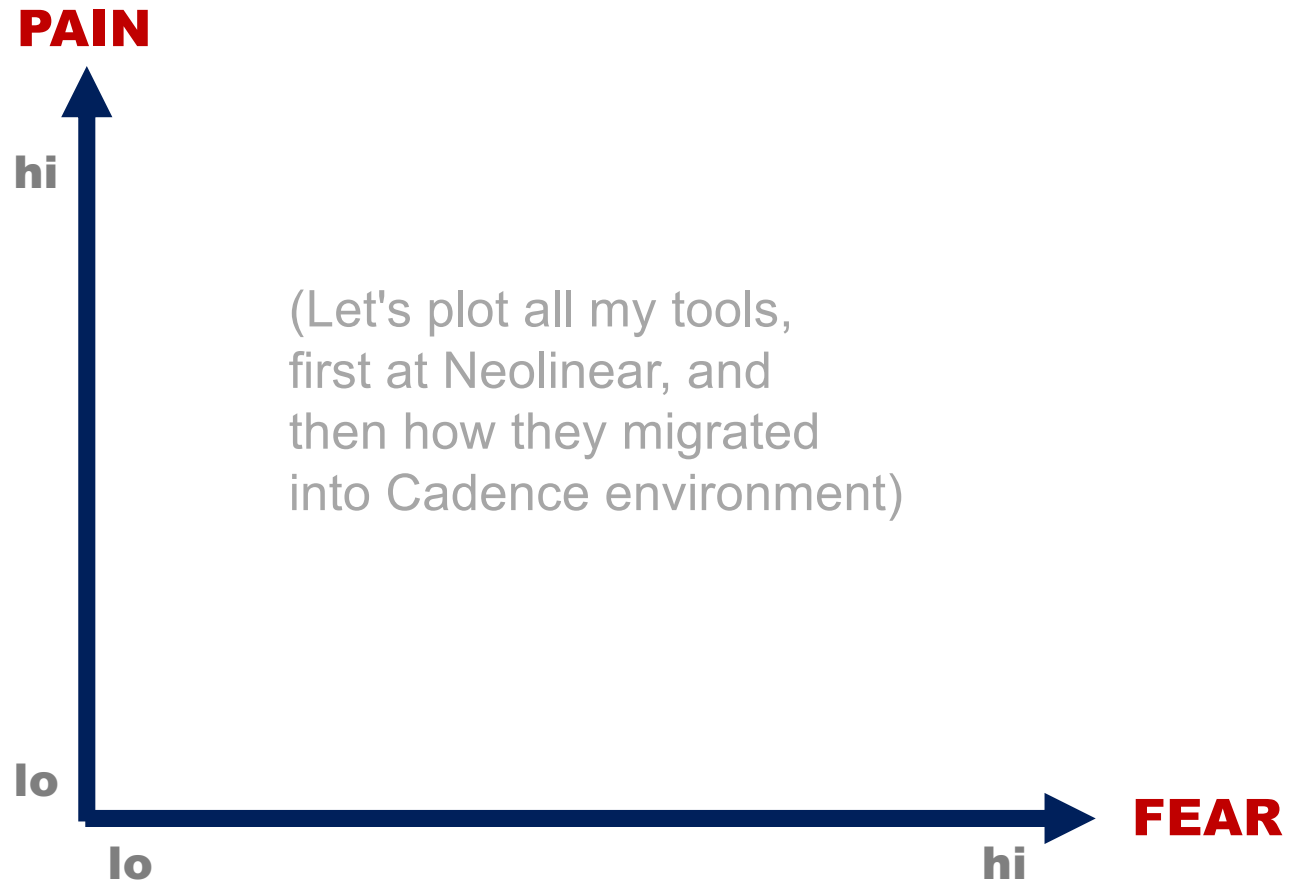 PAIN
hi
(Let's plot all my tools,
first at Neolinear, and
then how they migrated
into Cadence environment)
lo
FEAR
lo
hi